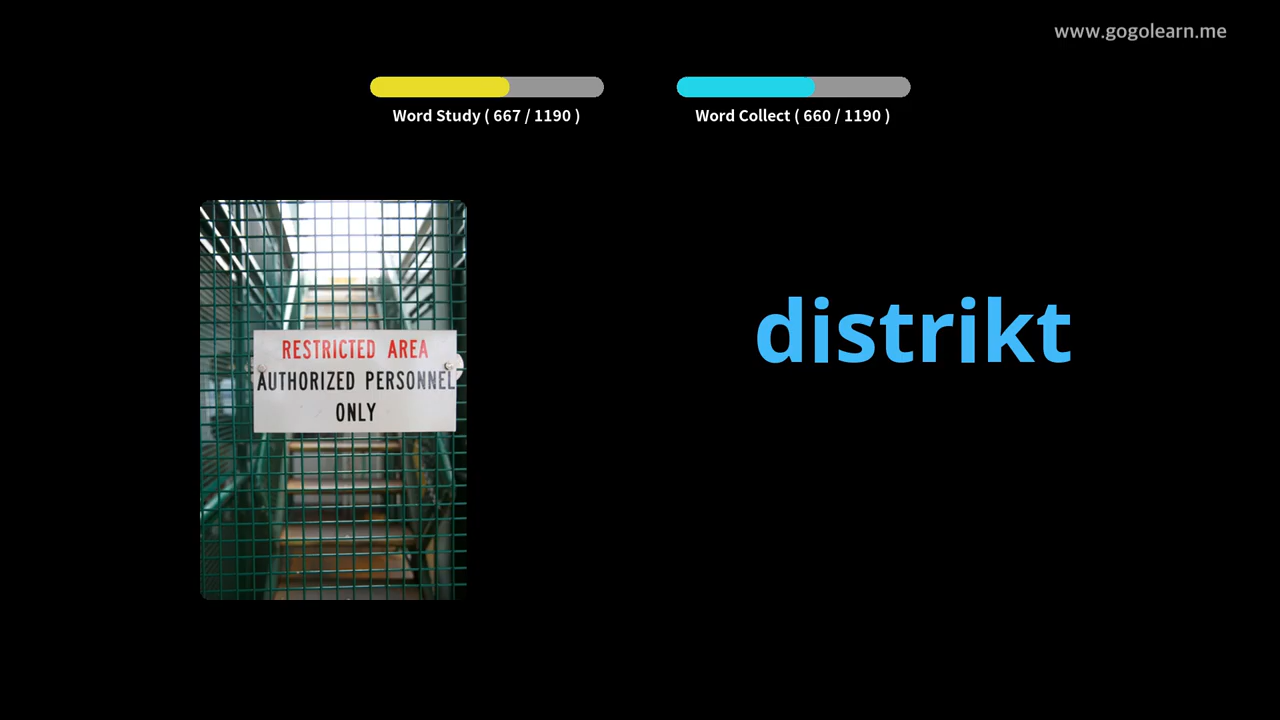 www.gogolearn.me
Word Study ( 667 / 1190 )
Word Collect ( 660 / 1190 )
RESTRICTED AREA
AUTHORIZED PERSONNEL
ONLY
distrikt